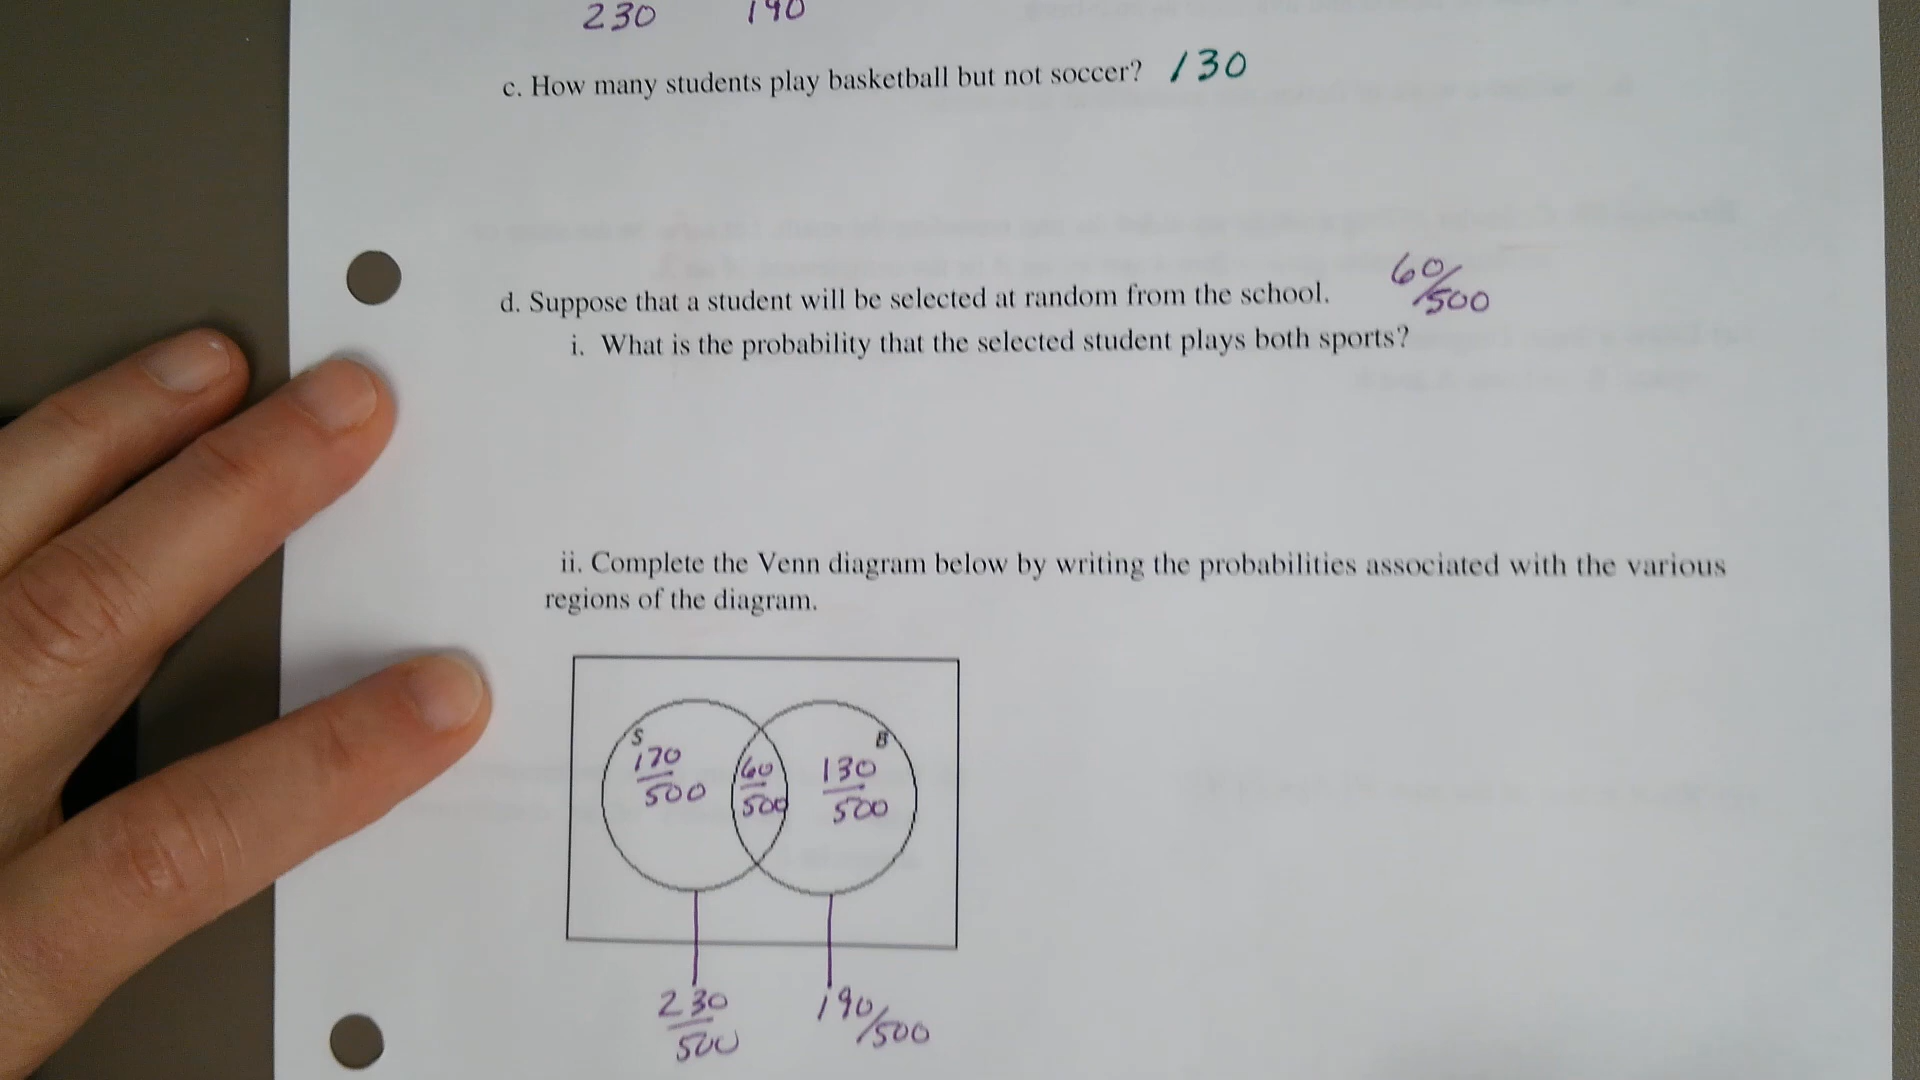 230 190
c. How many students play basketball but not soccer? 130
d. Suppose that a student will be selected at random from the school. 60/500
i. What is the probability that the selected student plays both sports?
ii. Complete the Venn diagram below by writing the probabilities associated with the various
regions of the diagram.
S B
170/500 60/500 130/500
230/500 190/500